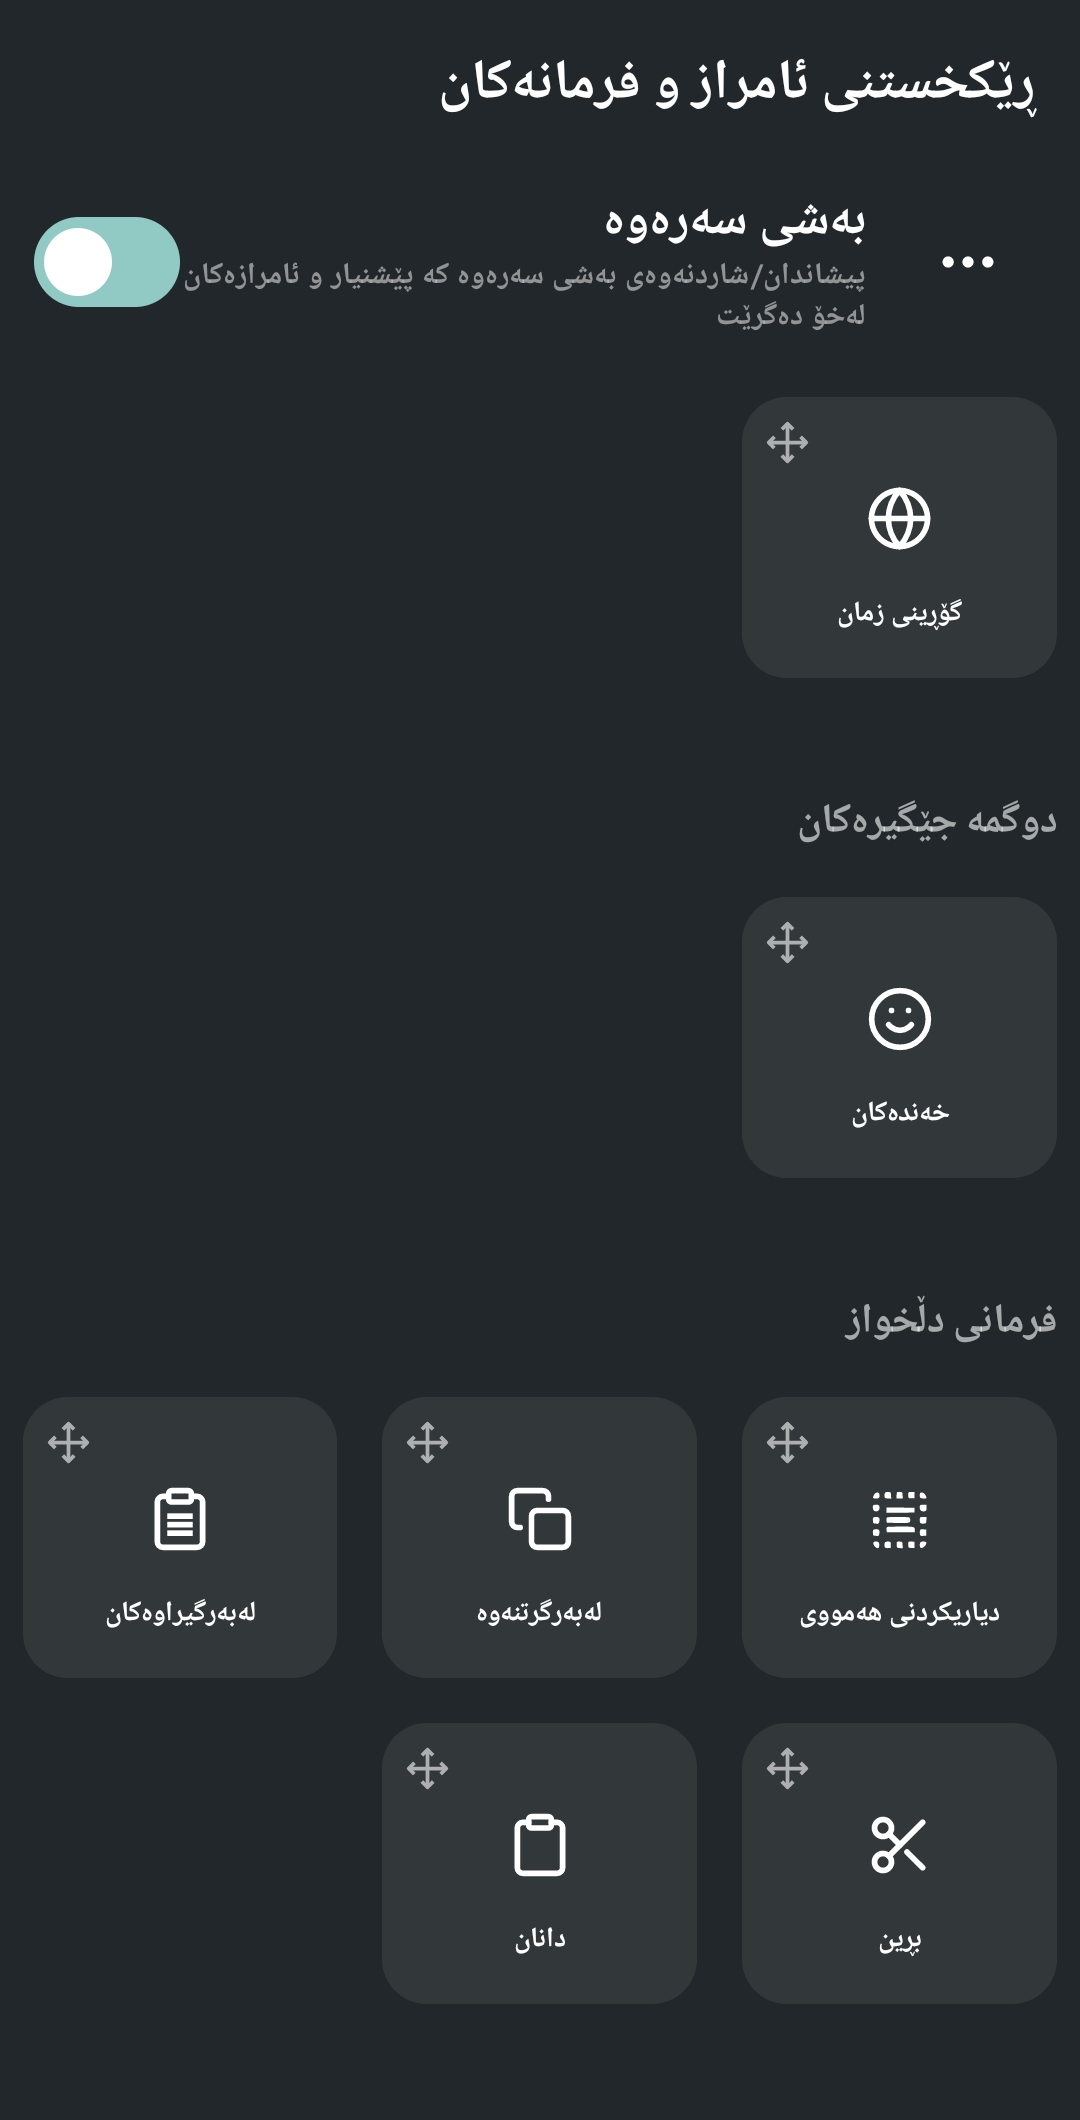 ڕێکخستنی ئامراز و فرمانەکان
بەشی سەرەوە
پیشاندان/شاردنەوەی بەشی سەرەوە کە پێشنیار و ئامرازەکان
لەخۆ دەگرێت
گۆڕینی زمان
دوگمە جێگیرەکان
خەندەکان
فرمانی دڵخواز
دیاریکردنی هەمووی
لەبەرگرتنەوە
لەبەرگیراوەکان
بڕین
دانان